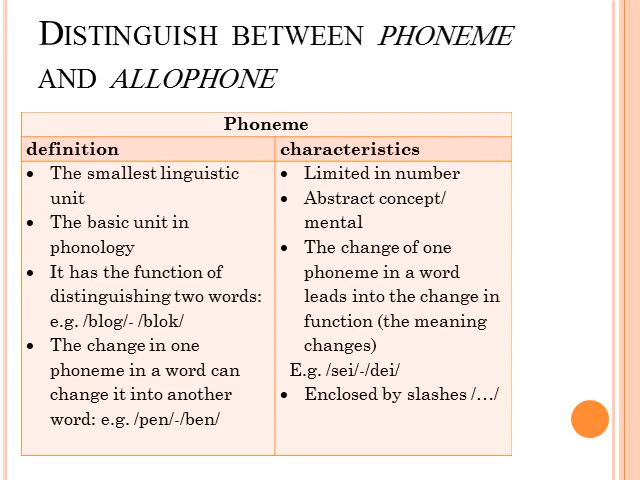 DISTINGUISH BETWEEN PHONEME
AND ALLOPHONE
Phoneme
definition
• The smallest linguistic
unit
• The basic unit in
phonology
• It has the function of
distinguishing two words:
e.g. /blog/- /blok/
• The change in one
phoneme in a word can
change it into another
word: e.g. /pen/-/ben/
characteristics
• Limited in number
• Abstract concept/
mental
• The change of one
phoneme in a word
leads into the change in
function (the meaning
changes)
E.g. /sei/-/dei/
• Enclosed by slashes /…/